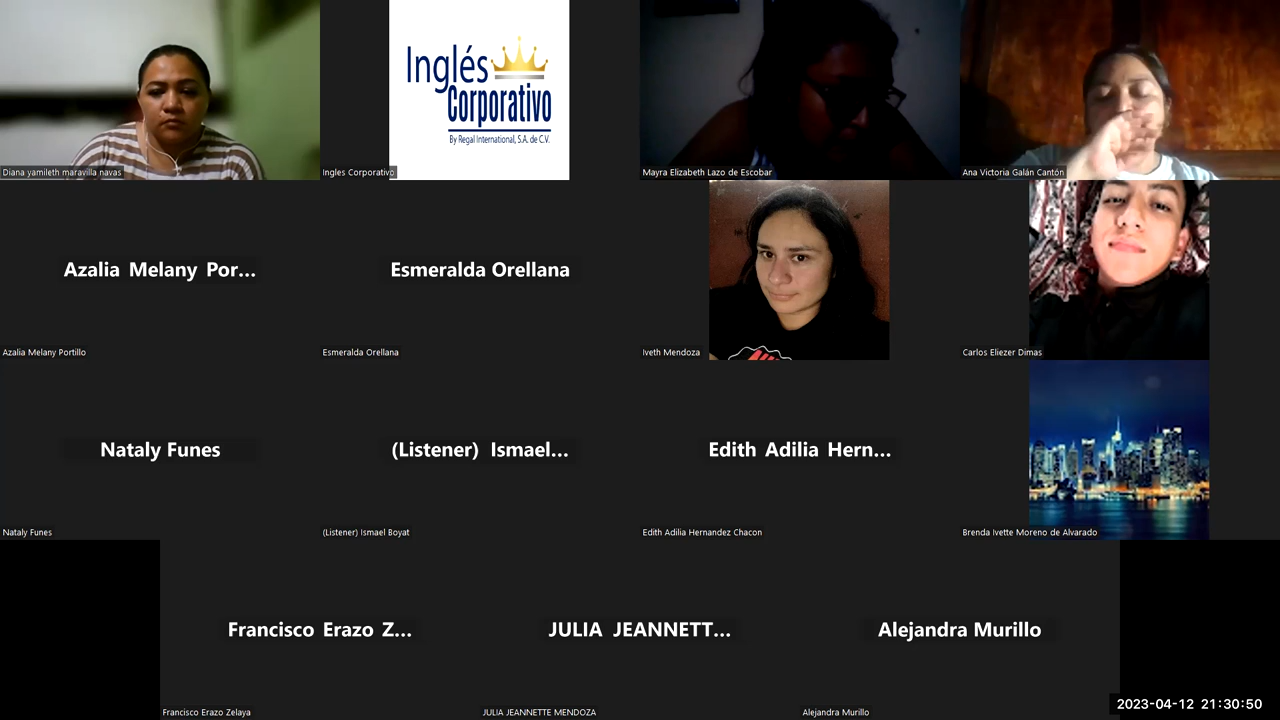 Inglés
Corporativo
By Regal International, S.A. de C.V.
Diana yamileth maravilla navas
Ingles Corporativo
Mayra Elizabeth Lazo de Escobar
Ana Victoria Galán Cantón
Azalia Melany Por...
Esmeralda Orellana
Azalia Melany Portillo
Esmeralda Orellana
Iveth Mendoza
Carlos Eliezer Dimas
Nataly Funes
(Listener) Ismael...
Edith Adilia Hern...
Nataly Funes
(Listener) Ismael Boyat
Edith Adilia Hernandez Chacon
Brenda Ivette Moreno de Alvarado
Francisco Erazo Z...
JULIA JEANNETT...
Alejandra Murillo
Francisco Erazo Zelaya
JULIA JEANNETTE MENDOZA
Alejandra Murillo
2023-04-12 21:30:50